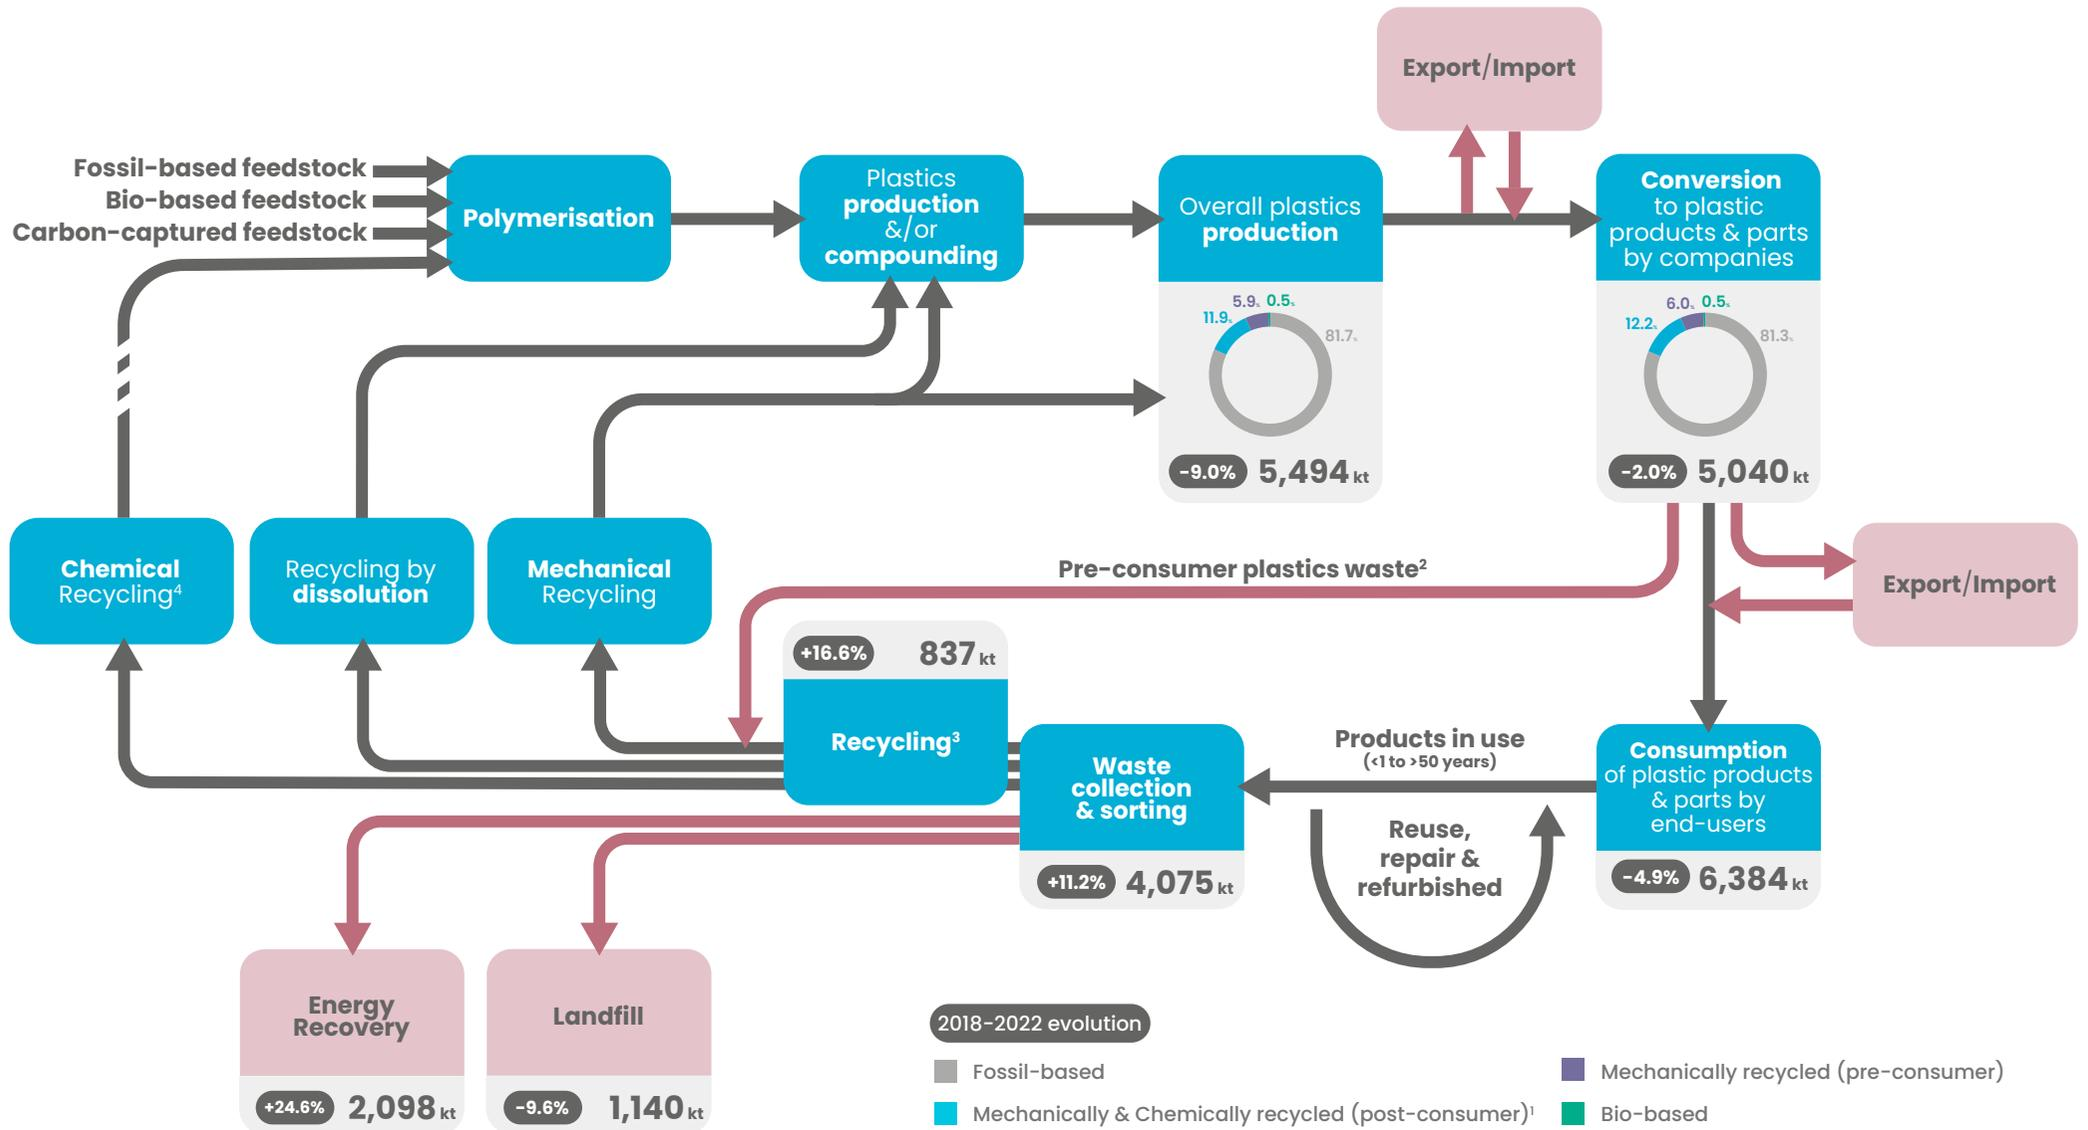 Export/Import
Fossil-based feedstock
Bio-based feedstock
Carbon-captured feedstock
Polymerisation
Plastics
production
&/or
compounding
Overall plastics
production
Conversion
to plastic
products & parts
by companies
5.9% 0.5%
11.9%
81.7%
-9.0% 5,494 kt
6.0% 0.5%
12.2%
81.3%
-2.0% 5,040 kt
Chemical
Recycling⁴
Recycling by
dissolution
Mechanical
Recycling
Pre-consumer plastics waste²
Export/Import
+16.6% 837 kt
Recycling³
Waste
collection
& sorting
+11.2% 4,075 kt
Products in use
(<1 to >50 years)
Reuse,
repair &
refurbished
Consumption
of plastic products
& parts by
end-users
-4.9% 6,384 kt
Energy
Recovery
+24.6% 2,098 kt
Landfill
-9.6% 1,140 kt
2018-2022 evolution
Fossil-based
Mechanically & Chemically recycled (post-consumer)¹
Mechanically recycled (pre-consumer)
Bio-based